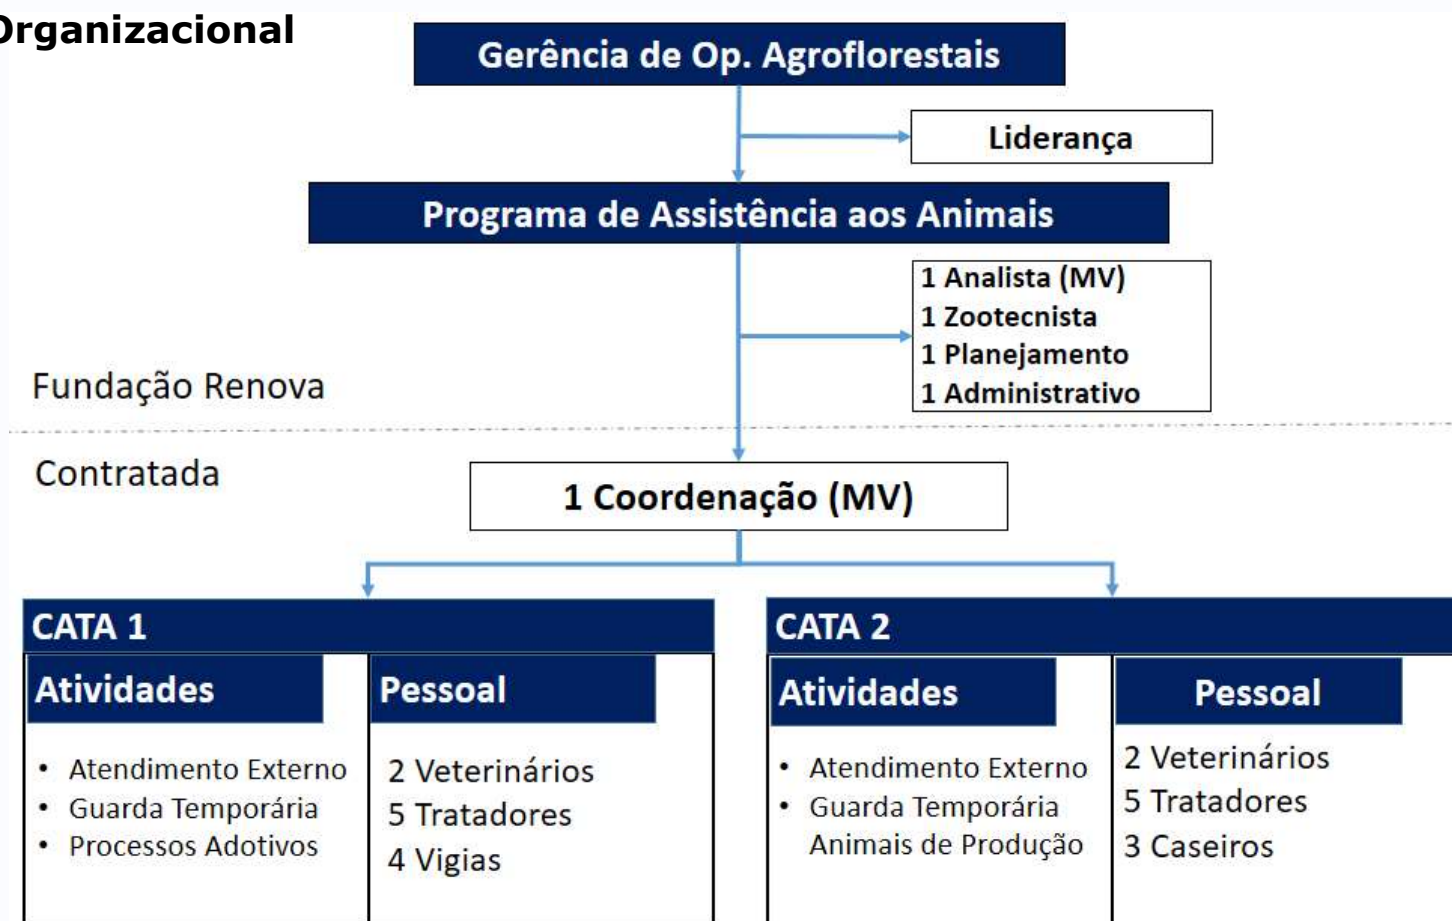 Organizacional
Gerência de Op. Agroflorestais
Liderança
Programa de Assistência aos Animais
1 Analista (MV)
1 Zootecnista
1 Planejamento
1 Administrativo
Fundação Renova
Contratada
1 Coordenação (MV)
CATA 1
Atividades
Pessoal
• Atendimento Externo
• Guarda Temporária
• Processos Adotivos
2 Veterinários
5 Tratadores
4 Vigias
CATA 2
Atividades
Pessoal
• Atendimento Externo
• Guarda Temporária
Animais de Produção
2 Veterinários
5 Tratadores
3 Caseiros